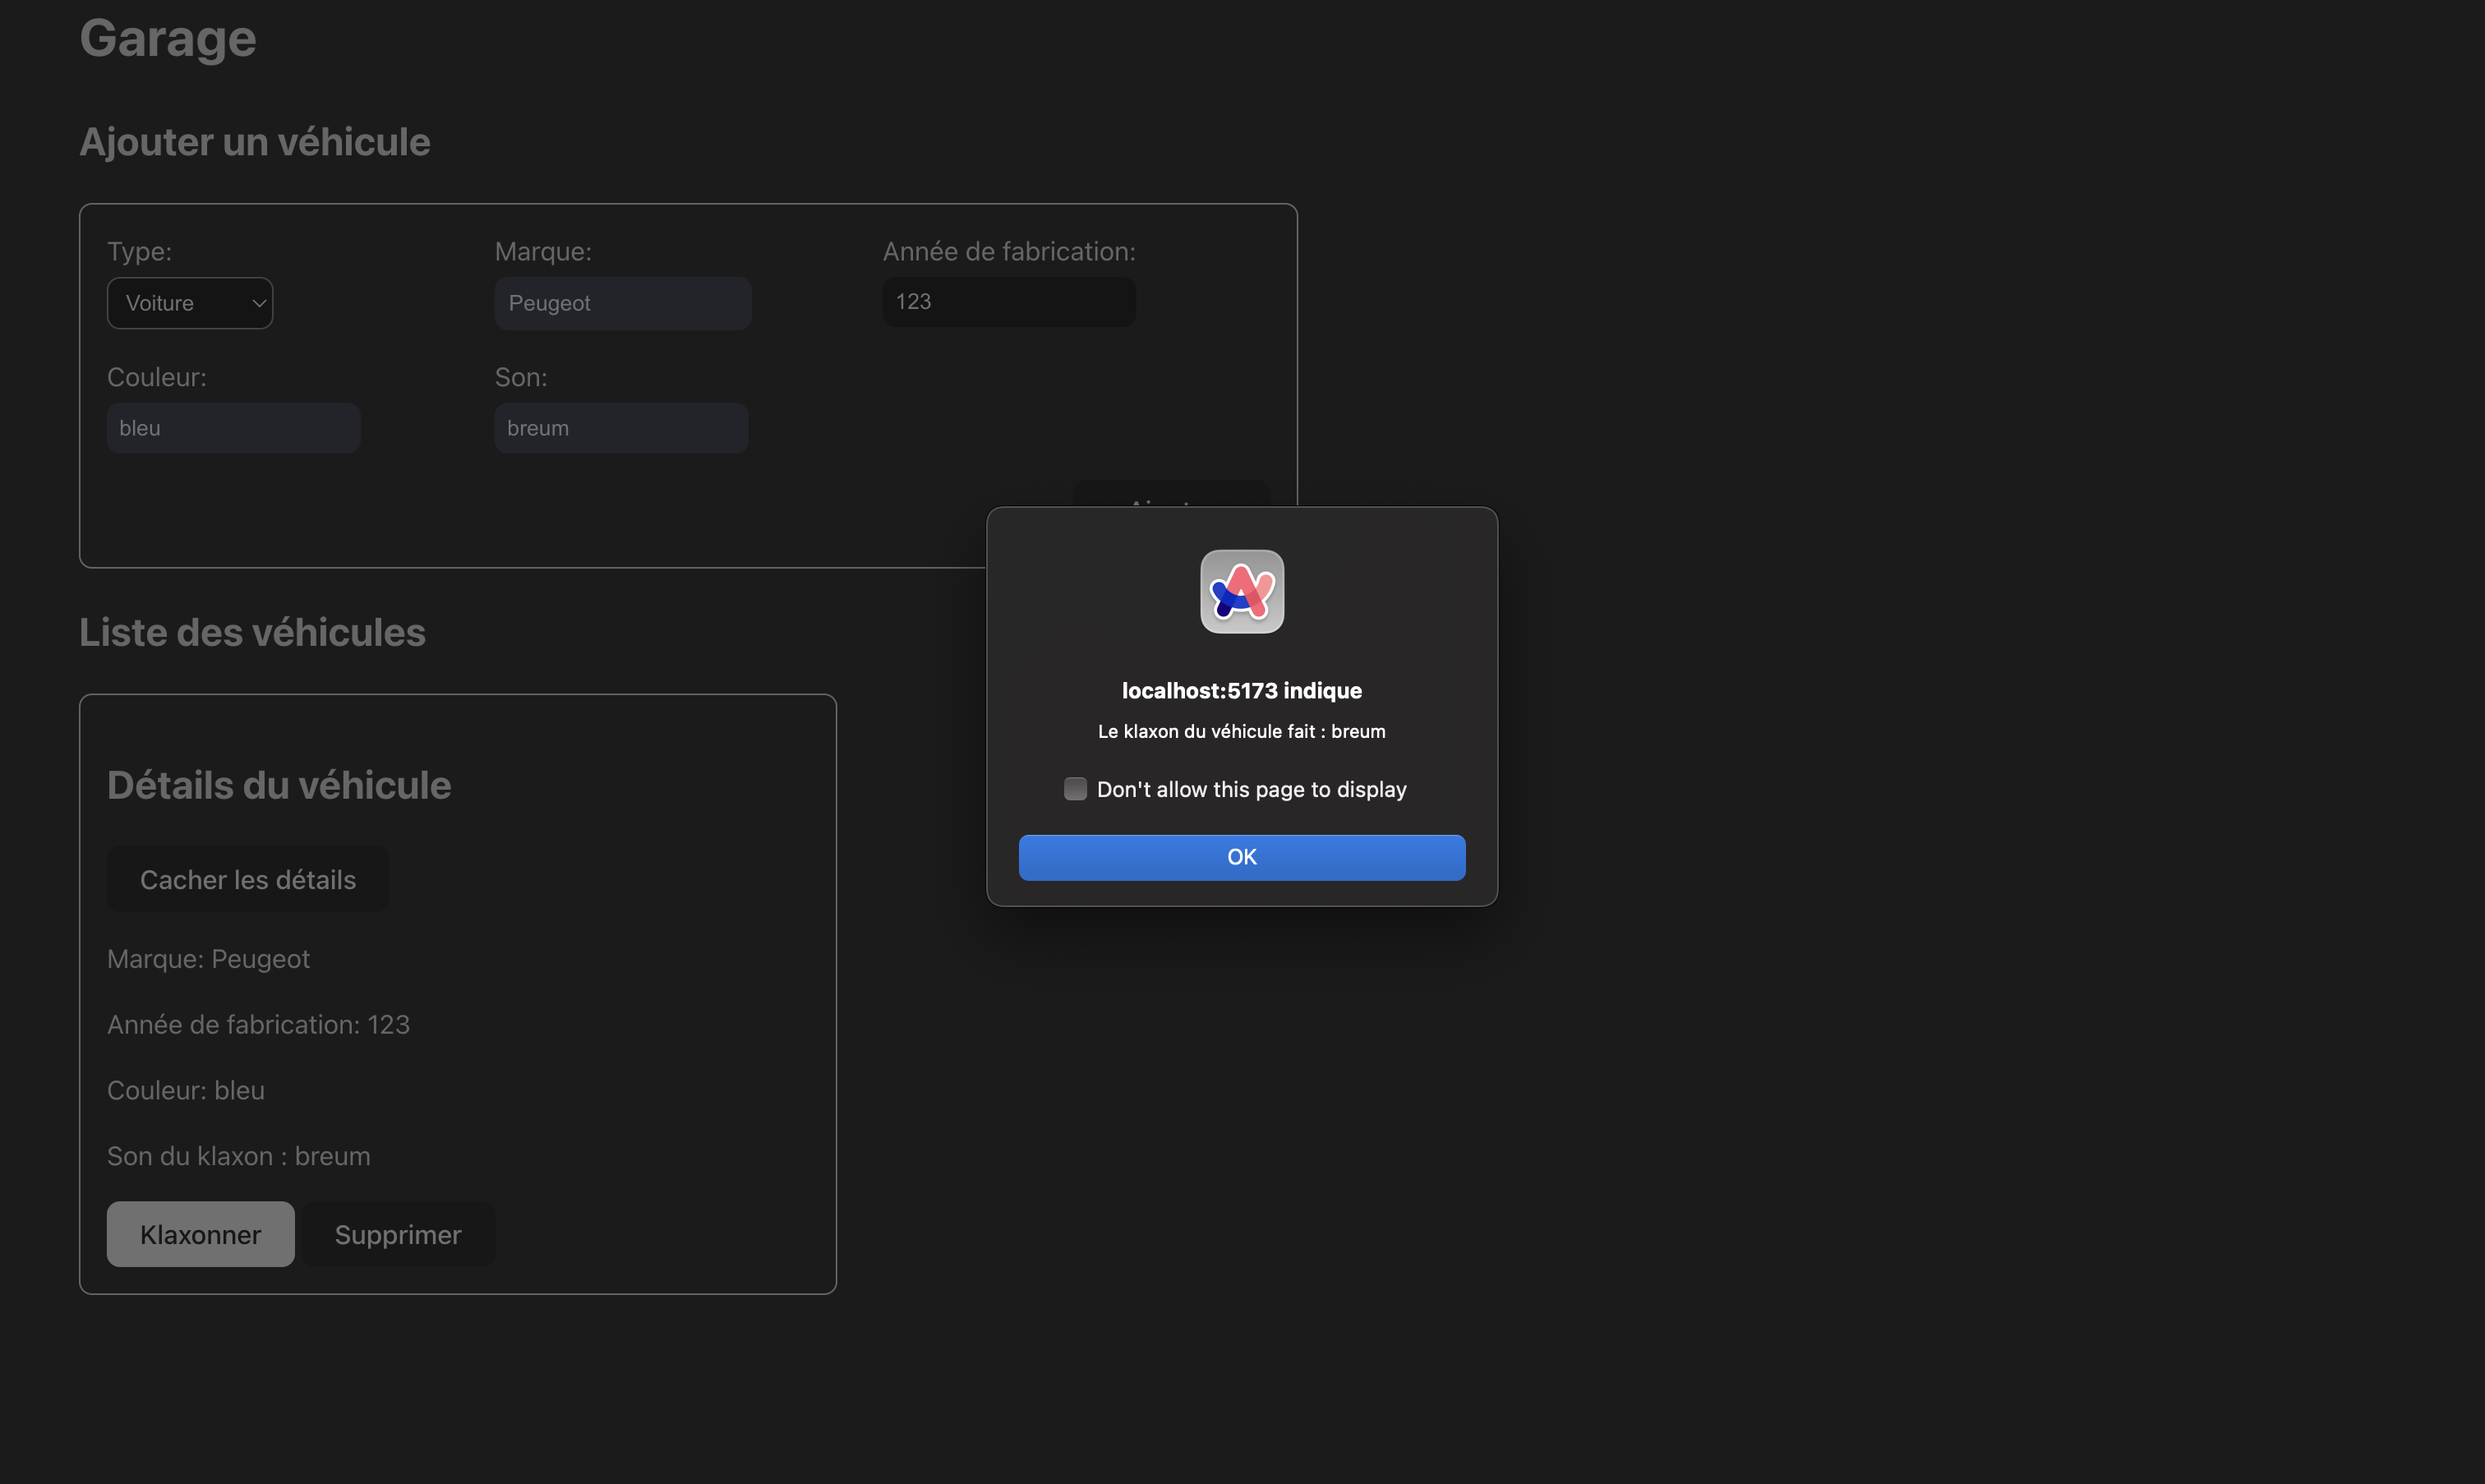 Garage
Ajouter un véhicule
Type:
Marque:
Année de fabrication:
Voiture
Peugeot
123
Couleur:
Son:
bleu
breum
Liste des véhicules
Détails du véhicule
Cacher les détails
Marque: Peugeot
Année de fabrication: 123
Couleur: bleu
Son du klaxon : breum
Klaxonner
Supprimer
localhost:5173 indique
Le klaxon du véhicule fait : breum
Don't allow this page to display
OK